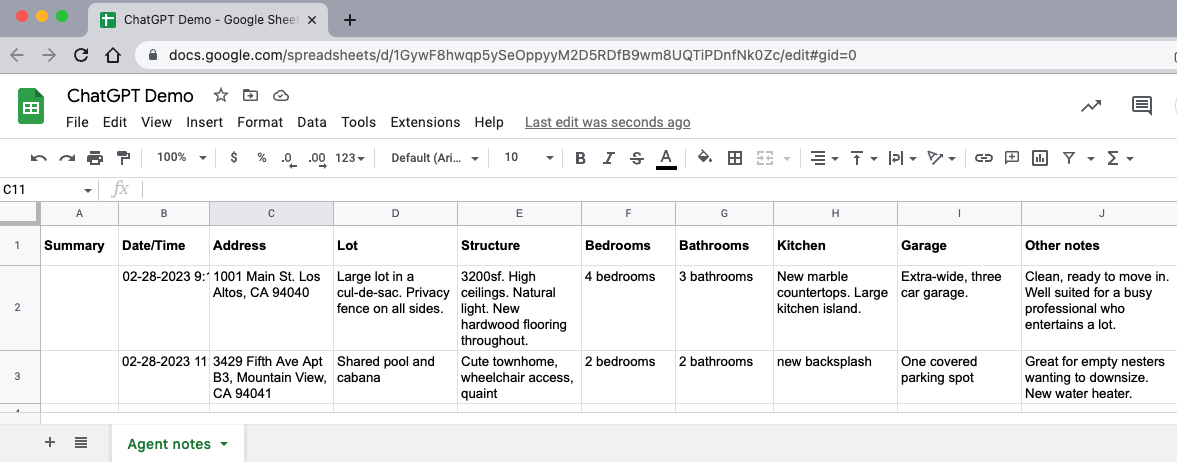 ChatGPT Demo - Google Sheet
docs.google.com/spreadsheets/d/1GywF8hwqp5ySeOppyyM2D5RDfB9wm8UQTiPDnfNk0Zc/edit#gid=0
ChatGPT Demo
File Edit View Insert Format Data Tools Extensions Help Last edit was seconds ago
100% $ % .0 .00 123 Default (Ari... 10 B I S A
C11 fx
A B C D E F G H I J
1 Summary Date/Time Address Lot Structure Bedrooms Bathrooms Kitchen Garage Other notes
2
02-28-2023 9:
1001 Main St. Los
Altos, CA 94040
Large lot in a
cul-de-sac. Privacy
fence on all sides.
3200sf. High
ceilings. Natural
light. New
hardwood flooring
throughout.
4 bedrooms
3 bathrooms
New marble
countertops. Large
kitchen island.
Extra-wide, three
car garage.
Clean, ready to move in.
Well suited for a busy
professional who
entertains a lot.
3
02-28-2023 11
3429 Fifth Ave Apt
B3, Mountain View,
CA 94041
Shared pool and
cabana
Cute townhome,
wheelchair access,
quaint
2 bedrooms
2 bathrooms
new backsplash
One covered
parking spot
Great for empty nesters
wanting to downsize.
New water heater.
Agent notes